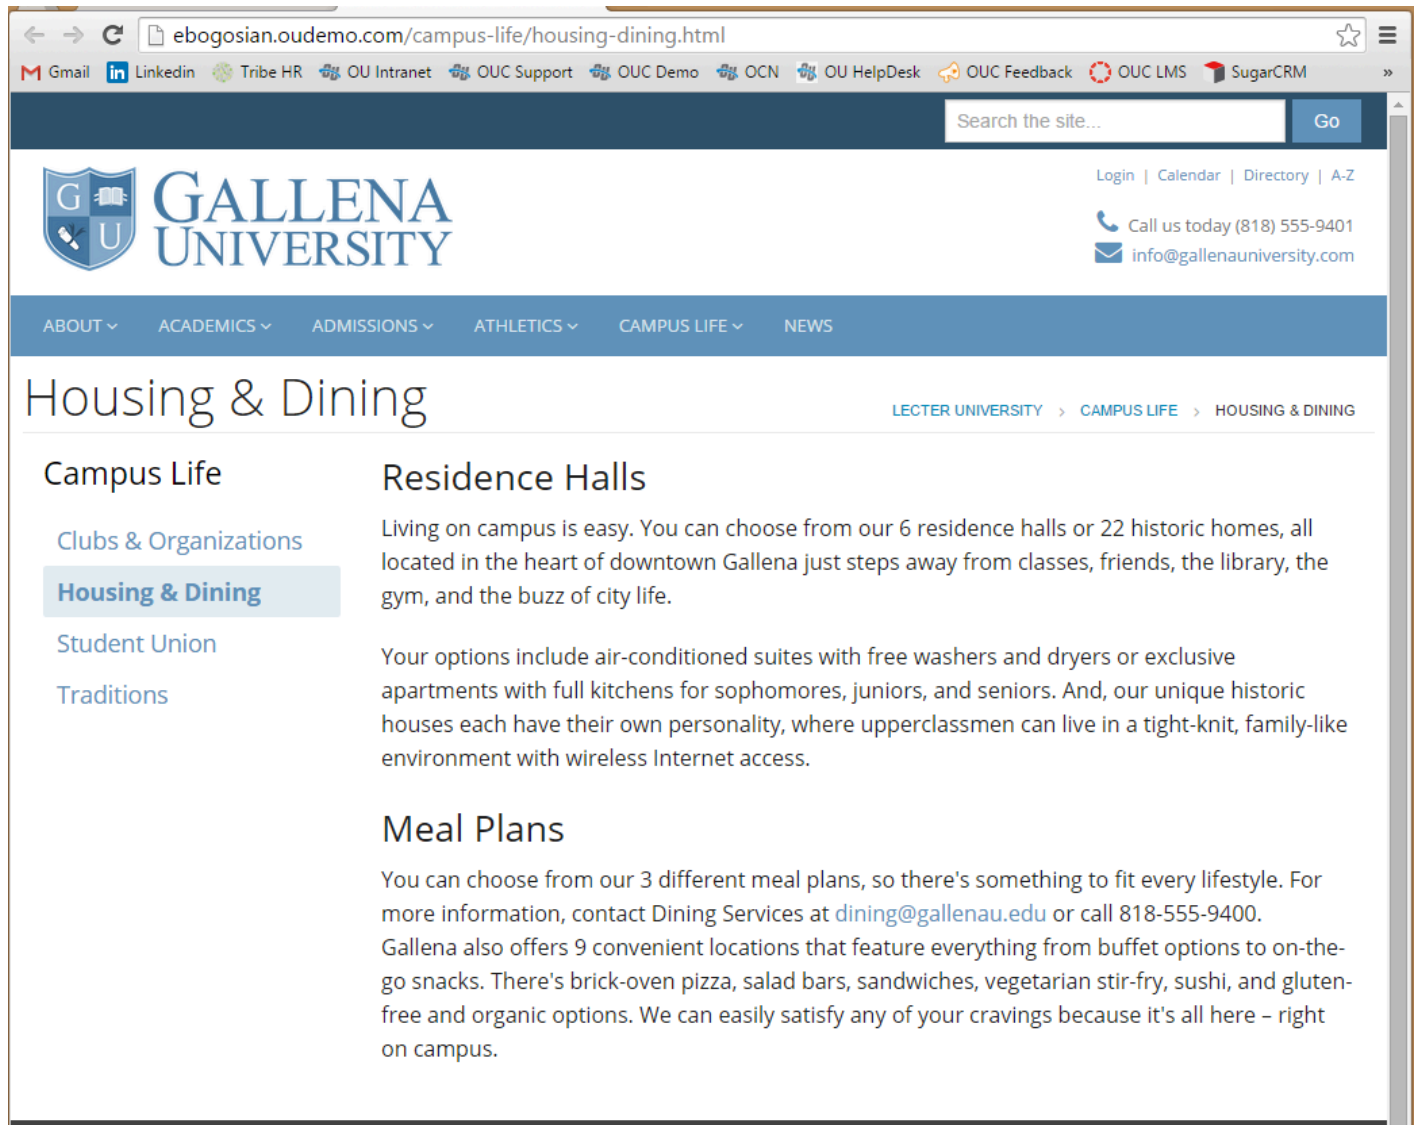 ebogosian.oudemo.com/campus-life/housing-dining.html
Gmail Linkedin Tribe HR OU Intranet OUC Support OUC Demo OCN OU HelpDesk OUC Feedback OUC LMS SugarCRM »
Search the site... Go
G U
GALLENA
UNIVERSITY
Login | Calendar | Directory | A-Z
Call us today (818) 555-9401
info@gallenauniversity.com
ABOUT ACADEMICS ADMISSIONS ATHLETICS CAMPUS LIFE NEWS
Housing & Dining
LECTER UNIVERSITY > CAMPUS LIFE > HOUSING & DINING
Campus Life
Clubs & Organizations
Housing & Dining
Student Union
Traditions
Residence Halls
Living on campus is easy. You can choose from our 6 residence halls or 22 historic homes, all
located in the heart of downtown Gallena just steps away from classes, friends, the library, the
gym, and the buzz of city life.
Your options include air-conditioned suites with free washers and dryers or exclusive
apartments with full kitchens for sophomores, juniors, and seniors. And, our unique historic
houses each have their own personality, where upperclassmen can live in a tight-knit, family-like
environment with wireless Internet access.
Meal Plans
You can choose from our 3 different meal plans, so there's something to fit every lifestyle. For
more information, contact Dining Services at dining@gallenau.edu or call 818-555-9400.
Gallena also offers 9 convenient locations that feature everything from buffet options to on-the-
go snacks. There's brick-oven pizza, salad bars, sandwiches, vegetarian stir-fry, sushi, and gluten-
free and organic options. We can easily satisfy any of your cravings because it's all here – right
on campus.